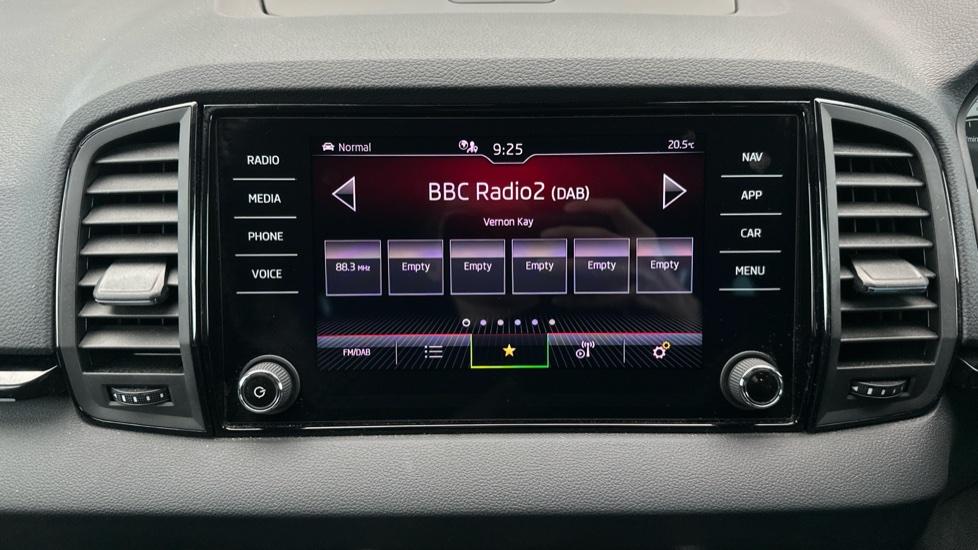 RADIO
MEDIA
PHONE
VOICE
Normal
9:25
20.5°C
BBC Radio2 (DAB)
Vernon Kay
88.3 MHz
Empty
Empty
Empty
Empty
Empty
FM/DAB
NAV
APP
CAR
MENU